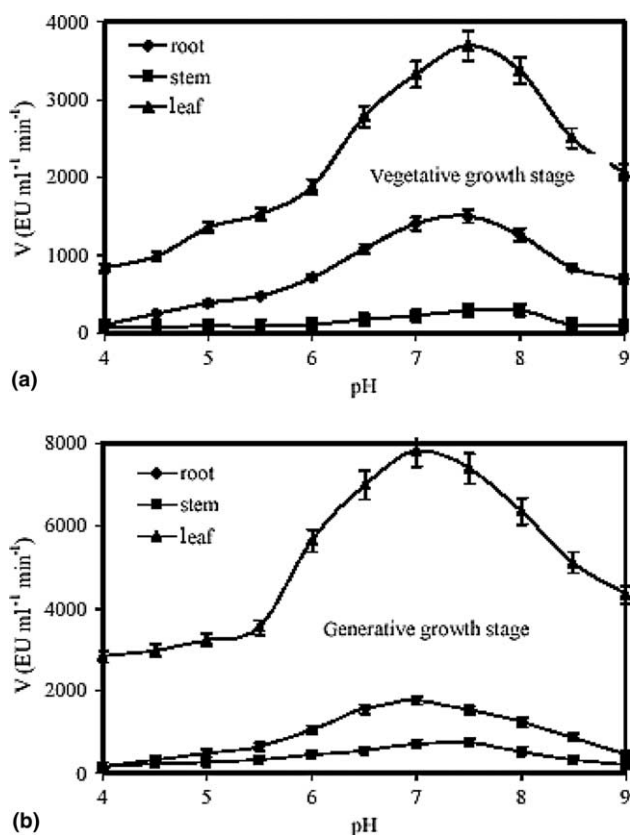 4000
3000
2000
1000
0
V (EU ml-1 min-1)
root
stem
leaf
Vegetative growth stage
4 5 6 7 8 9
pH
(a)
8000
6000
4000
2000
0
V (EU ml-1 min-1)
root
stem
leaf
Generative growth stage
4 5 6 7 8 9
pH
(b)